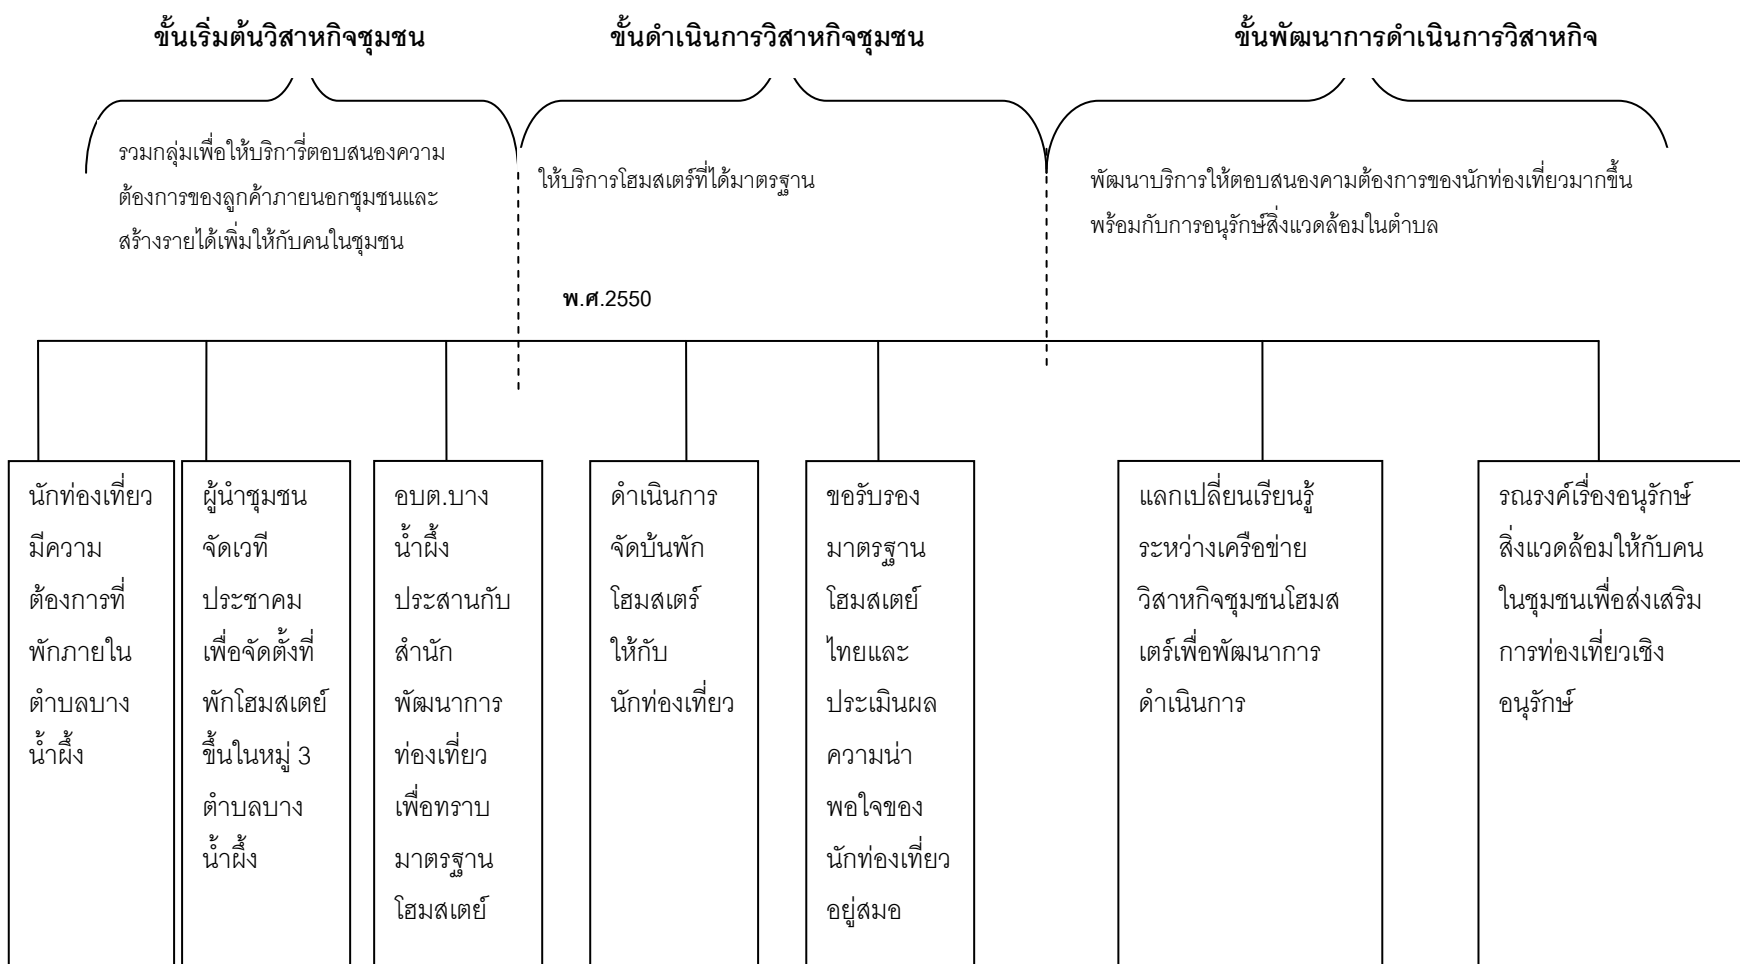 ขั้นเริ่มต้นวิสาหกิจชุมชน
ขั้นดำเนินการวิสาหกิจชุมชน
ขั้นพัฒนาการดำเนินการวิสาหกิจ
รวมกลุ่มเพื่อให้บริการี่ตอบสนองความ
ต้องการของลูกค้าภายนอกชุมชนและ
สร้างรายได้เพิ่มให้กับคนในชุมชน
ให้บริการโฮมสเตร์ที่ได้มาตรฐาน
พัฒนาบริการให้ตอบสนองคามต้องการของนักท่องเที่ยวมากขึ้น
พร้อมกับการอนุรักษ์สิ่งแวดล้อมในตำบล
พ.ศ.2550
นักท่องเที่ยว
มีความ
ต้องการที่
พักภายใน
ตำบลบาง
น้ำผึ้ง
ผู้นำชุมชน
จัดเวที
ประชาคม
เพื่อจัดตั้งที่
พักโฮมสเตย์
ขึ้นในหมู่ 3
ตำบลบาง
น้ำผึ้ง
อบต.บาง
น้ำผึ้ง
ประสานกับ
สำนัก
พัฒนาการ
ท่องเที่ยว
เพื่อทราบ
มาตรฐาน
โฮมสเตย์
ดำเนินการ
จัดบ้นพัก
โฮมสเตร์
ให้กับ
นักท่องเที่ยว
ขอรับรอง
มาตรฐาน
โฮมสเตย์
ไทยและ
ประเมินผล
ความน่า
พอใจของ
นักท่องเที่ยว
อยู่สมอ
แลกเปลี่ยนเรียนรู้
ระหว่างเครือข่าย
วิสาหกิจชุมชนโฮมส
เตร์เพื่อพัฒนาการ
ดำเนินการ
รณรงค์เรื่องอนุรักษ์
สิ่งแวดล้อมให้กับคน
ในชุมชนเพื่อส่งเสริม
การท่องเที่ยวเชิง
อนุรักษ์